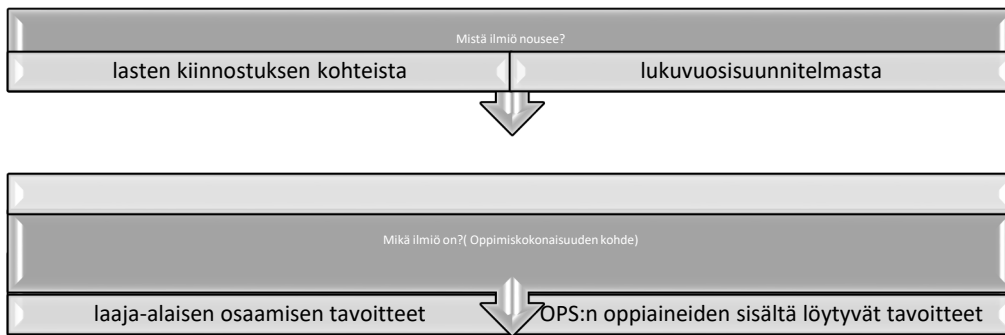 Mistä ilmiö nousee?
lasten kiinnostuksen kohteista
lukuvuosisuunnitelmasta
Mikä ilmiö on?( Oppimiskokonaisuuden kohde)
laaja-alaisen osaamisen tavoitteet
OPS:n oppiaineiden sisältä löytyvät tavoitteet